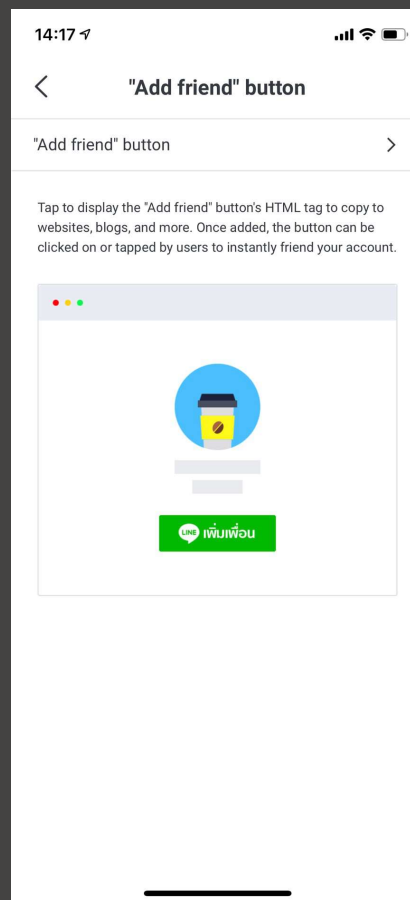 14:17
"Add friend" button
"Add friend" button
Tap to display the "Add friend" button's HTML tag to copy to
websites, blogs, and more. Once added, the button can be
clicked on or tapped by users to instantly friend your account.
LINE เพิ่มเพื่อน